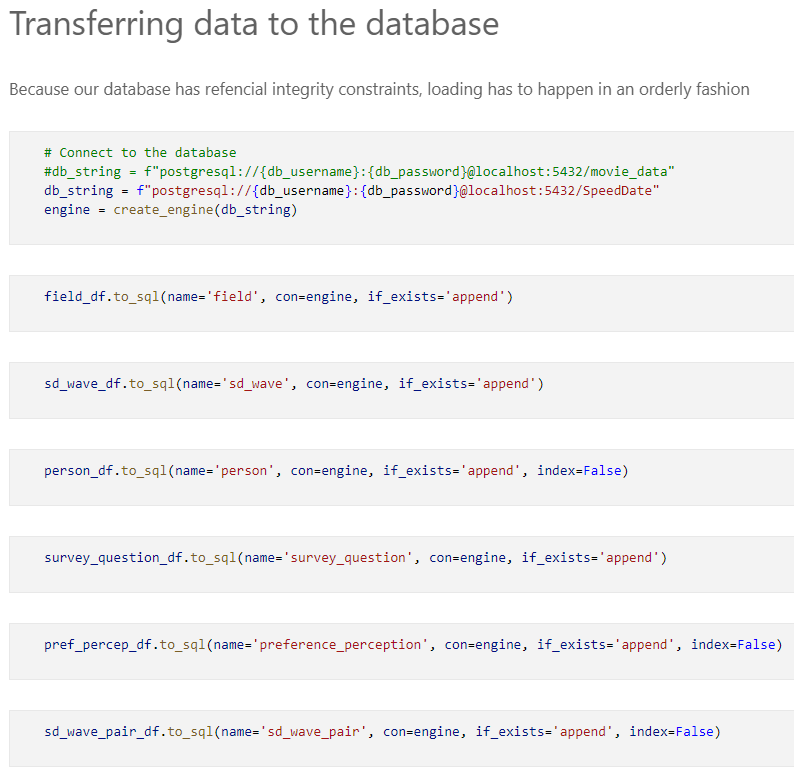 Transferring data to the database
Because our database has refencial integrity constraints, loading has to happen in an orderly fashion
# Connect to the database
#db_string = f"postgresql://{db_username}:{db_password}@localhost:5432/movie_data"
db_string = f"postgresql://{db_username}:{db_password}@localhost:5432/SpeedDate"
engine = create_engine(db_string)
field_df.to_sql(name='field', con=engine, if_exists='append')
sd_wave_df.to_sql(name='sd_wave', con=engine, if_exists='append')
person_df.to_sql(name='person', con=engine, if_exists='append', index=False)
survey_question_df.to_sql(name='survey_question', con=engine, if_exists='append')
pref_percep_df.to_sql(name='preference_perception', con=engine, if_exists='append', index=False)
sd_wave_pair_df.to_sql(name='sd_wave_pair', con=engine, if_exists='append', index=False)